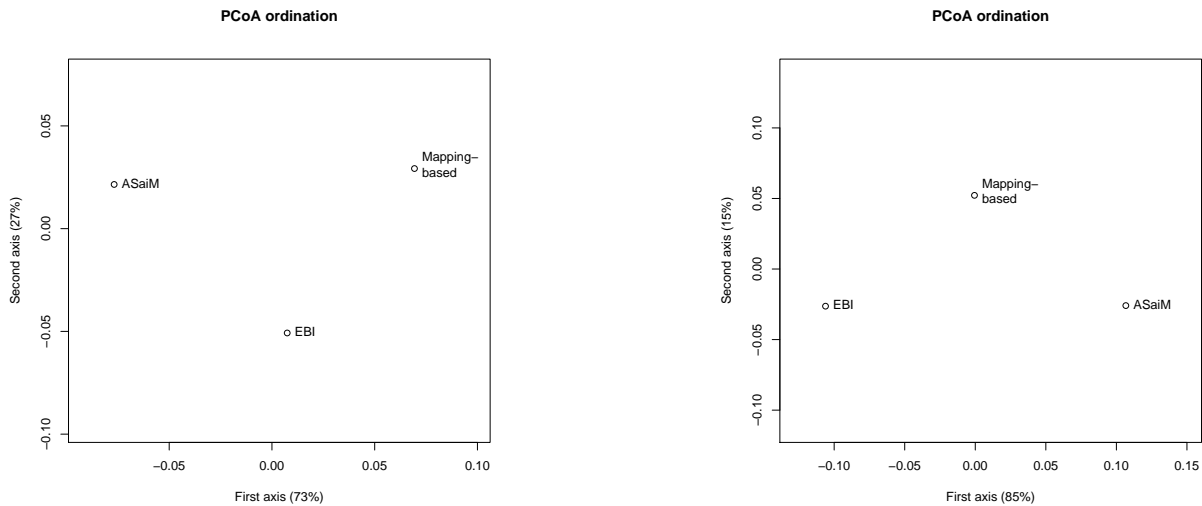 PCoA ordination
Second axis (27%)
0.05
0.00
−0.05
−0.10
ASaiM
Mapping−
based
EBI
−0.05
0.00
0.05
0.10
First axis (73%)
PCoA ordination
Second axis (15%)
0.10
0.05
0.00
−0.05
−0.10
Mapping−
based
EBI
ASaiM
−0.10
−0.05
0.00
0.05
0.10
0.15
First axis (85%)